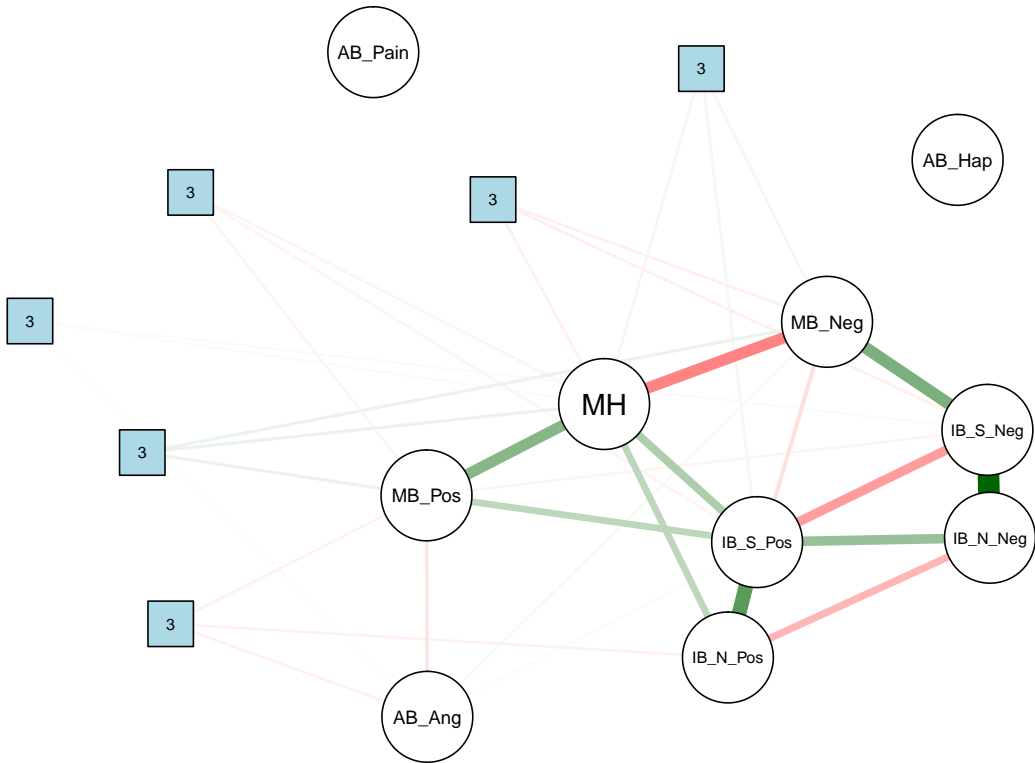 AB_Pain
3
AB_Hap
3
3
3
MB_Neg
MH
IB_S_Neg
3
MB_Pos
IB_S_Pos
IB_N_Neg
3
IB_N_Pos
AB_Ang